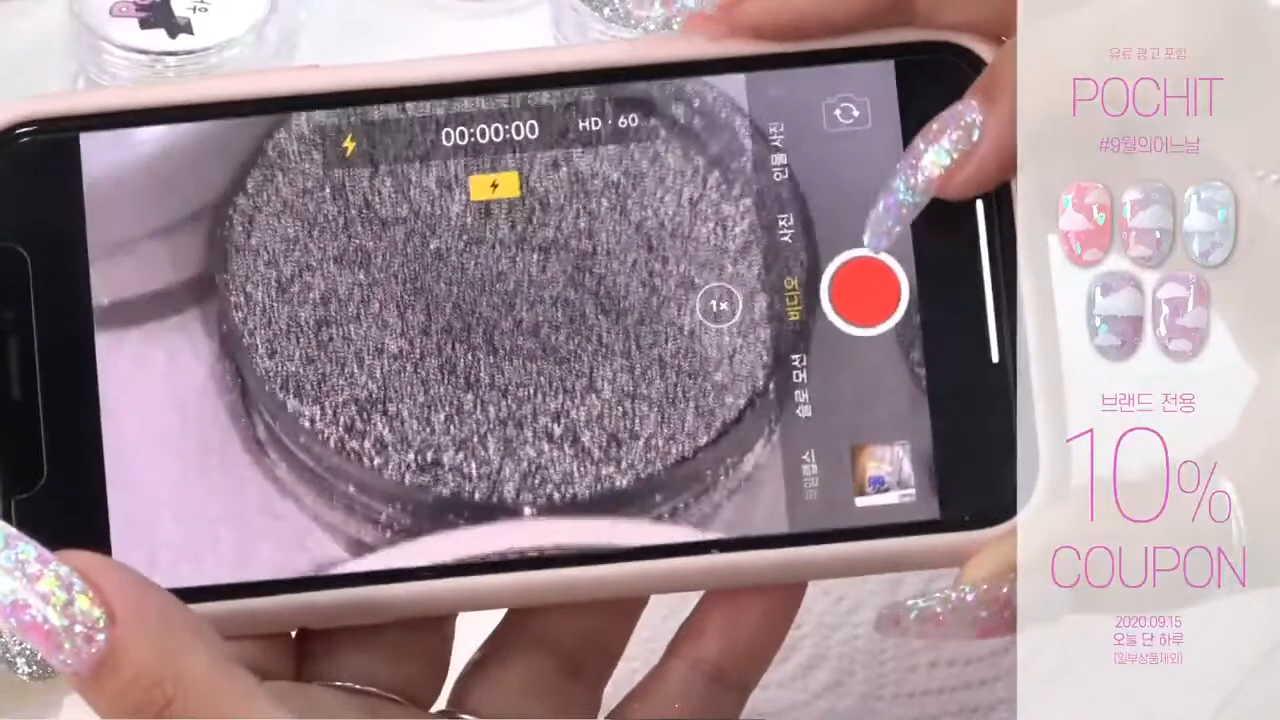 00:00:00
HD · 60
인물 사진
사진
비디오
슬로 모션
타임랩스
1×
유료 광고 포함
POCHIT
#9월의어느날
브랜드 전용
10%
COUPON
2020.09.15
오늘 단 하루
(일부상품제외)